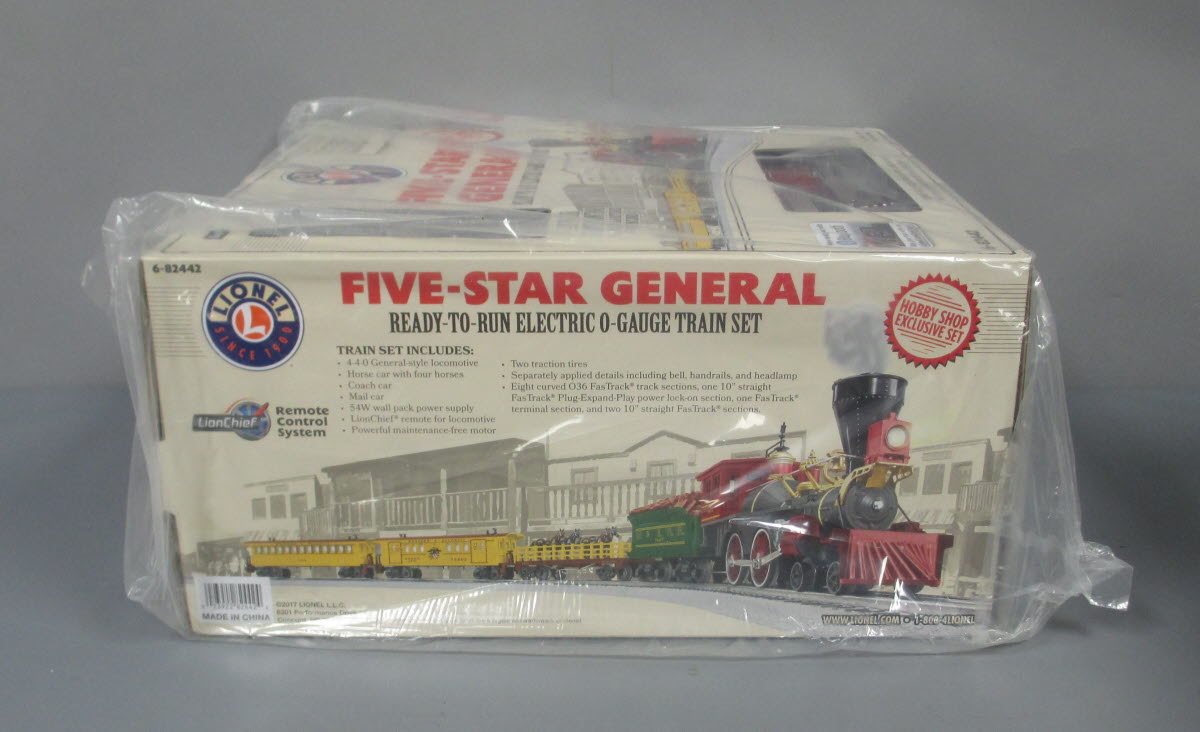 FIVE-STAR
GENERAL
6-82442
LIONEL
L
SINCE 1900
FIVE-STAR GENERAL
READY-TO-RUN ELECTRIC O-GAUGE TRAIN SET
HOBBY SHOP
EXCLUSIVE SET
TRAIN SET INCLUDES:
• 4-4-0 General-style locomotive
• Horse car with four horses
• Coach car
• Mail car
• 54W wall pack power supply
• LionChief® remote for locomotive
• Powerful maintenance-free motor
• Two traction tires
• Separately applied details including bell, handrails, and headlamp
• Eight curved O36 FasTrack® track sections, one 10" straight
FasTrack® Plug-Expand-Play power lock-on section, one FasTrack®
terminal section, and two 10" straight FasTrack® sections.
LionChief
Remote
Control
System
MADE IN CHINA
©2017 LIONEL L.L.C.
WWW.LIONEL.COM • 1-800-4LIONEL